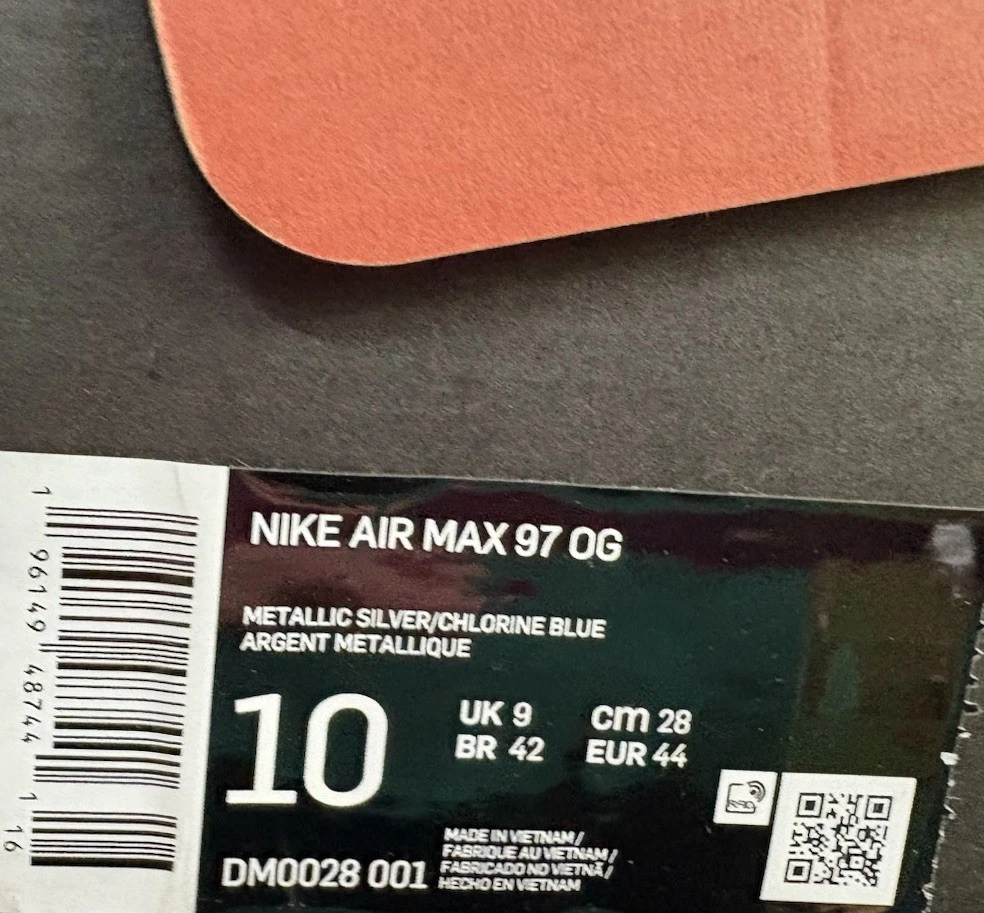 NIKE AIR MAX 97 OG
METALLIC SILVER/CHLORINE BLUE
ARGENT METALLIQUE
10
UK 9 cm 28
BR 42 EUR 44
DM0028 001
MADE IN VIETNAM /
FABRIQUE AU VIETNAM /
FABRICADO NO VIETNÃ /
HECHO EN VIETNAM
1 96149 48744 1 16